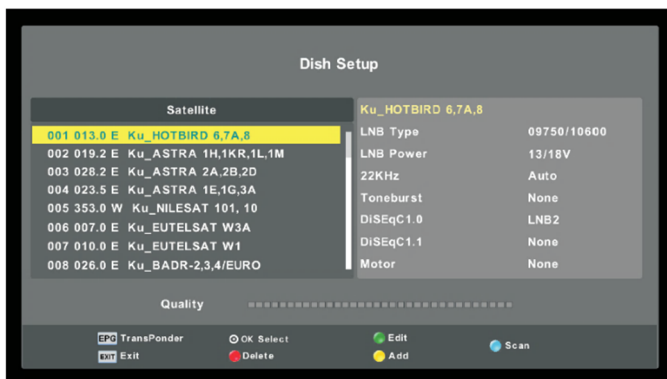 Dish Setup
Satellite
001 013.0 E Ku_HOTBIRD 6,7A,8
002 019.2 E Ku_ASTRA 1H,1KR,1L,1M
003 028.2 E Ku_ASTRA 2A,2B,2D
004 023.5 E Ku_ASTRA 1E,1G,3A
005 353.0 W Ku_NILESAT 101, 10
006 007.0 E Ku_EUTELSAT W3A
007 010.0 E Ku_EUTELSAT W1
008 026.0 E Ku_BADR-2,3,4/EURO
Ku_HOTBIRD 6,7A,8
LNB Type 09750/10600
LNB Power 13/18V
22KHz Auto
Toneburst None
DiSEqC1.0 LNB2
DiSEqC1.1 None
Motor None
Quality
EPG TransPonder OK Select Edit Scan
EXIT Exit Delete Add